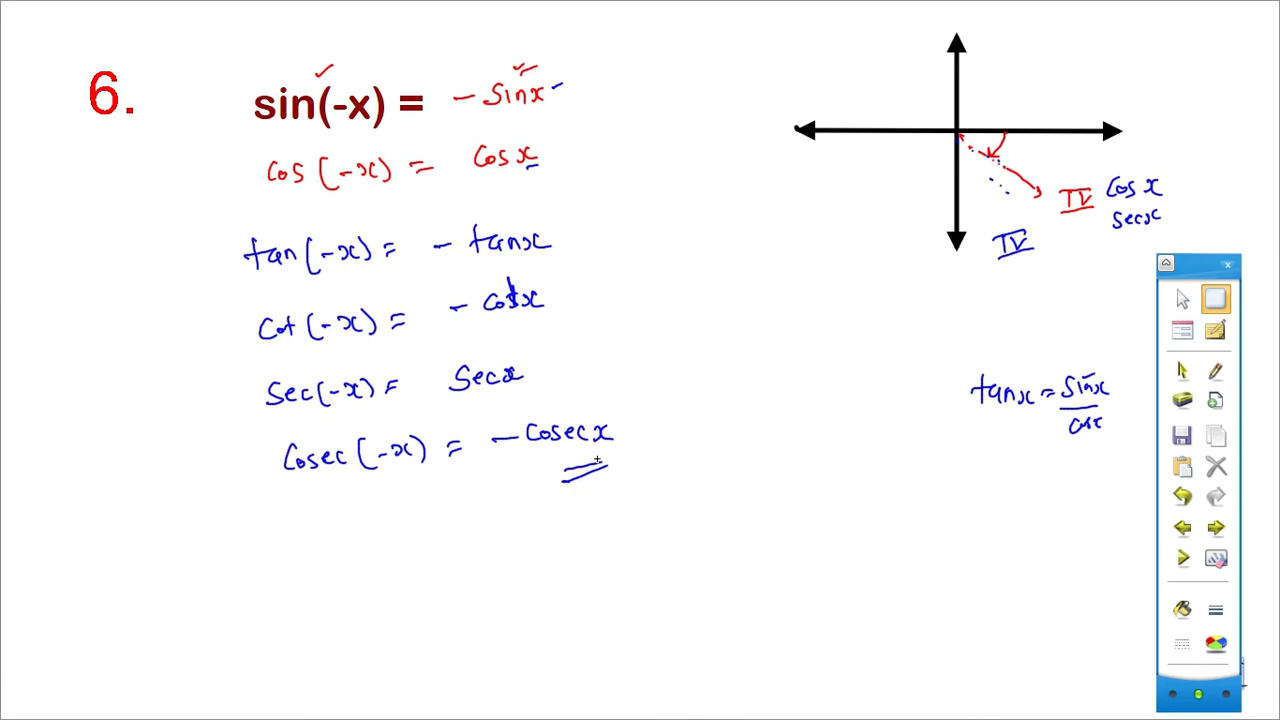 6.
sin(-x) = - Sinx
Cos (-x) = Cos x
tan (-x) = - tanx
Cot (-x) = - Cotx
Sec(-x) = Secx
Cosec (-x) = - Cosecx
IV Cos x
Secx
IV
tanx = Sinx
Cosx